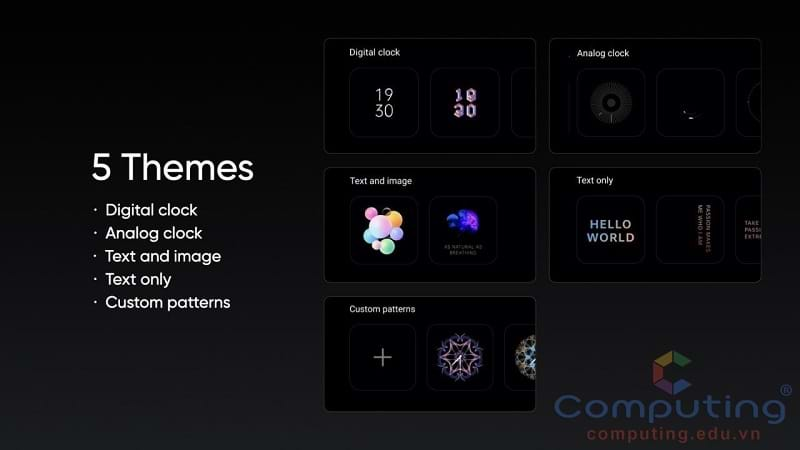 5 Themes
· Digital clock
· Analog clock
· Text and image
· Text only
· Custom patterns
Digital clock
19
30
19
30
Analog clock
Text and image
AS NATURAL AS
BREATHING
Text only
HELLO
WORLD
PASSION MAKES
ME WHO I AM
TAKE
PASSI
EXTRE
Custom patterns
+
Computing®
computing.edu.vn